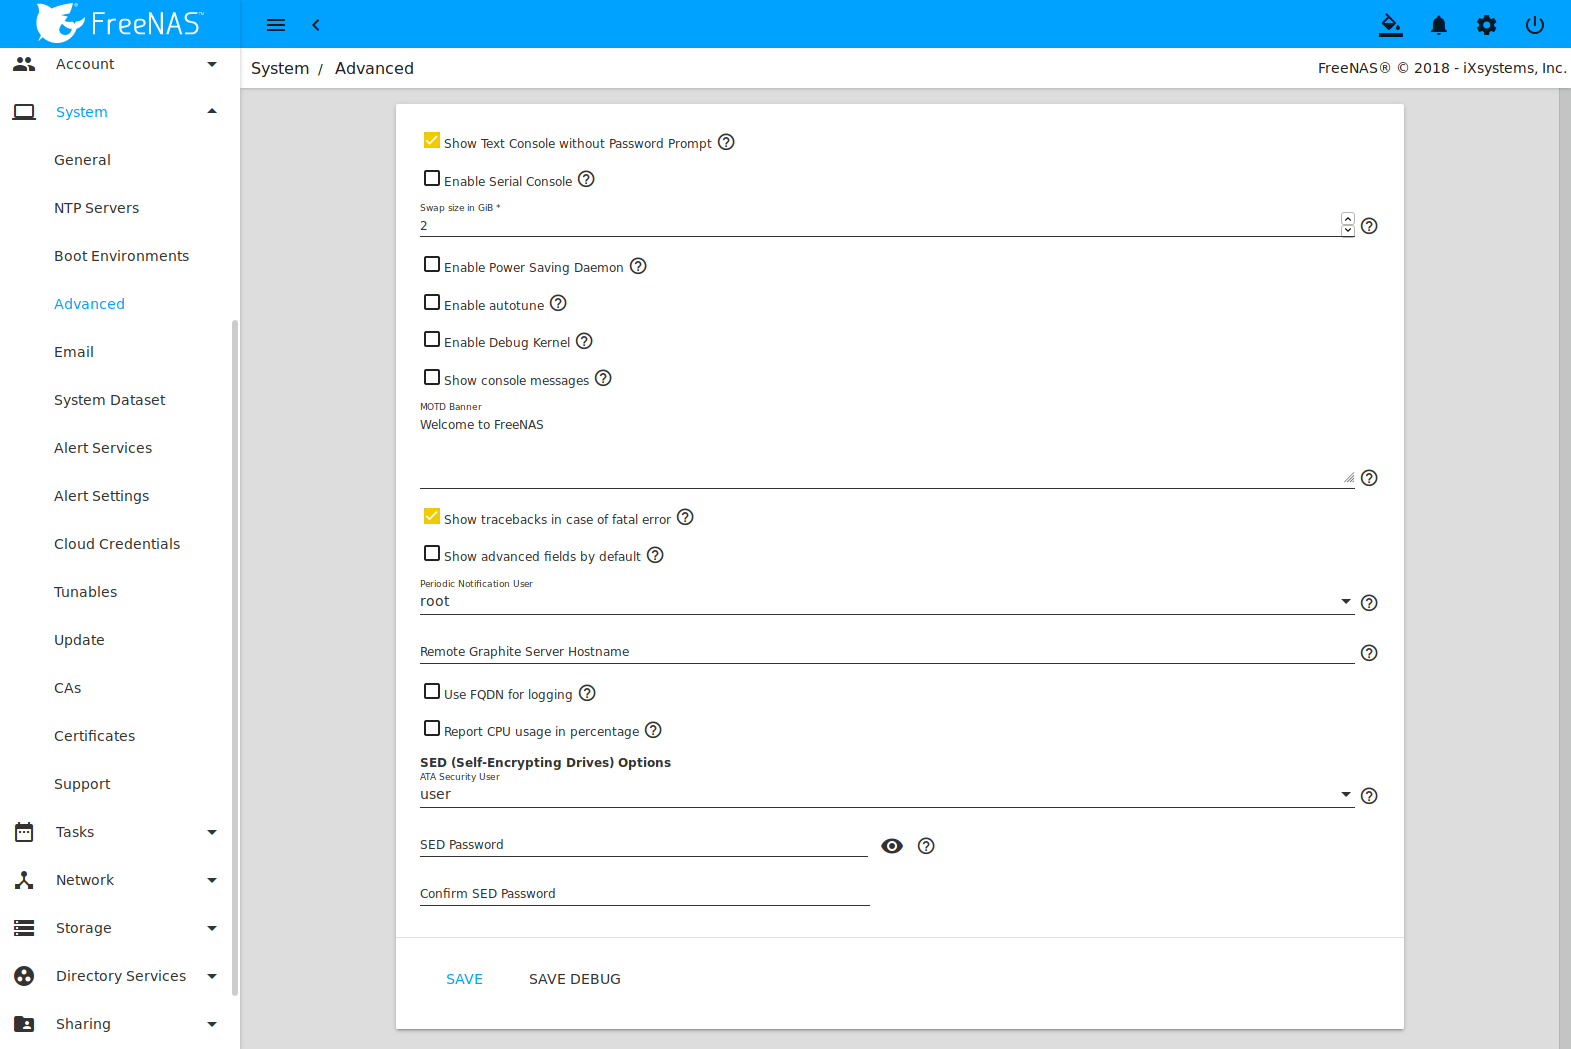 FreeNAS™
System / Advanced
FreeNAS® © 2018 - iXsystems, Inc.
Account
System
General
NTP Servers
Boot Environments
Advanced
Email
System Dataset
Alert Services
Alert Settings
Cloud Credentials
Tunables
Update
CAs
Certificates
Support
Tasks
Network
Storage
Directory Services
Sharing
Show Text Console without Password Prompt
Enable Serial Console
Swap size in GiB *
2
Enable Power Saving Daemon
Enable autotune
Enable Debug Kernel
Show console messages
MOTD Banner
Welcome to FreeNAS
Show tracebacks in case of fatal error
Show advanced fields by default
Periodic Notification User
root
Remote Graphite Server Hostname
Use FQDN for logging
Report CPU usage in percentage
SED (Self-Encrypting Drives) Options
ATA Security User
user
SED Password
Confirm SED Password
SAVE
SAVE DEBUG